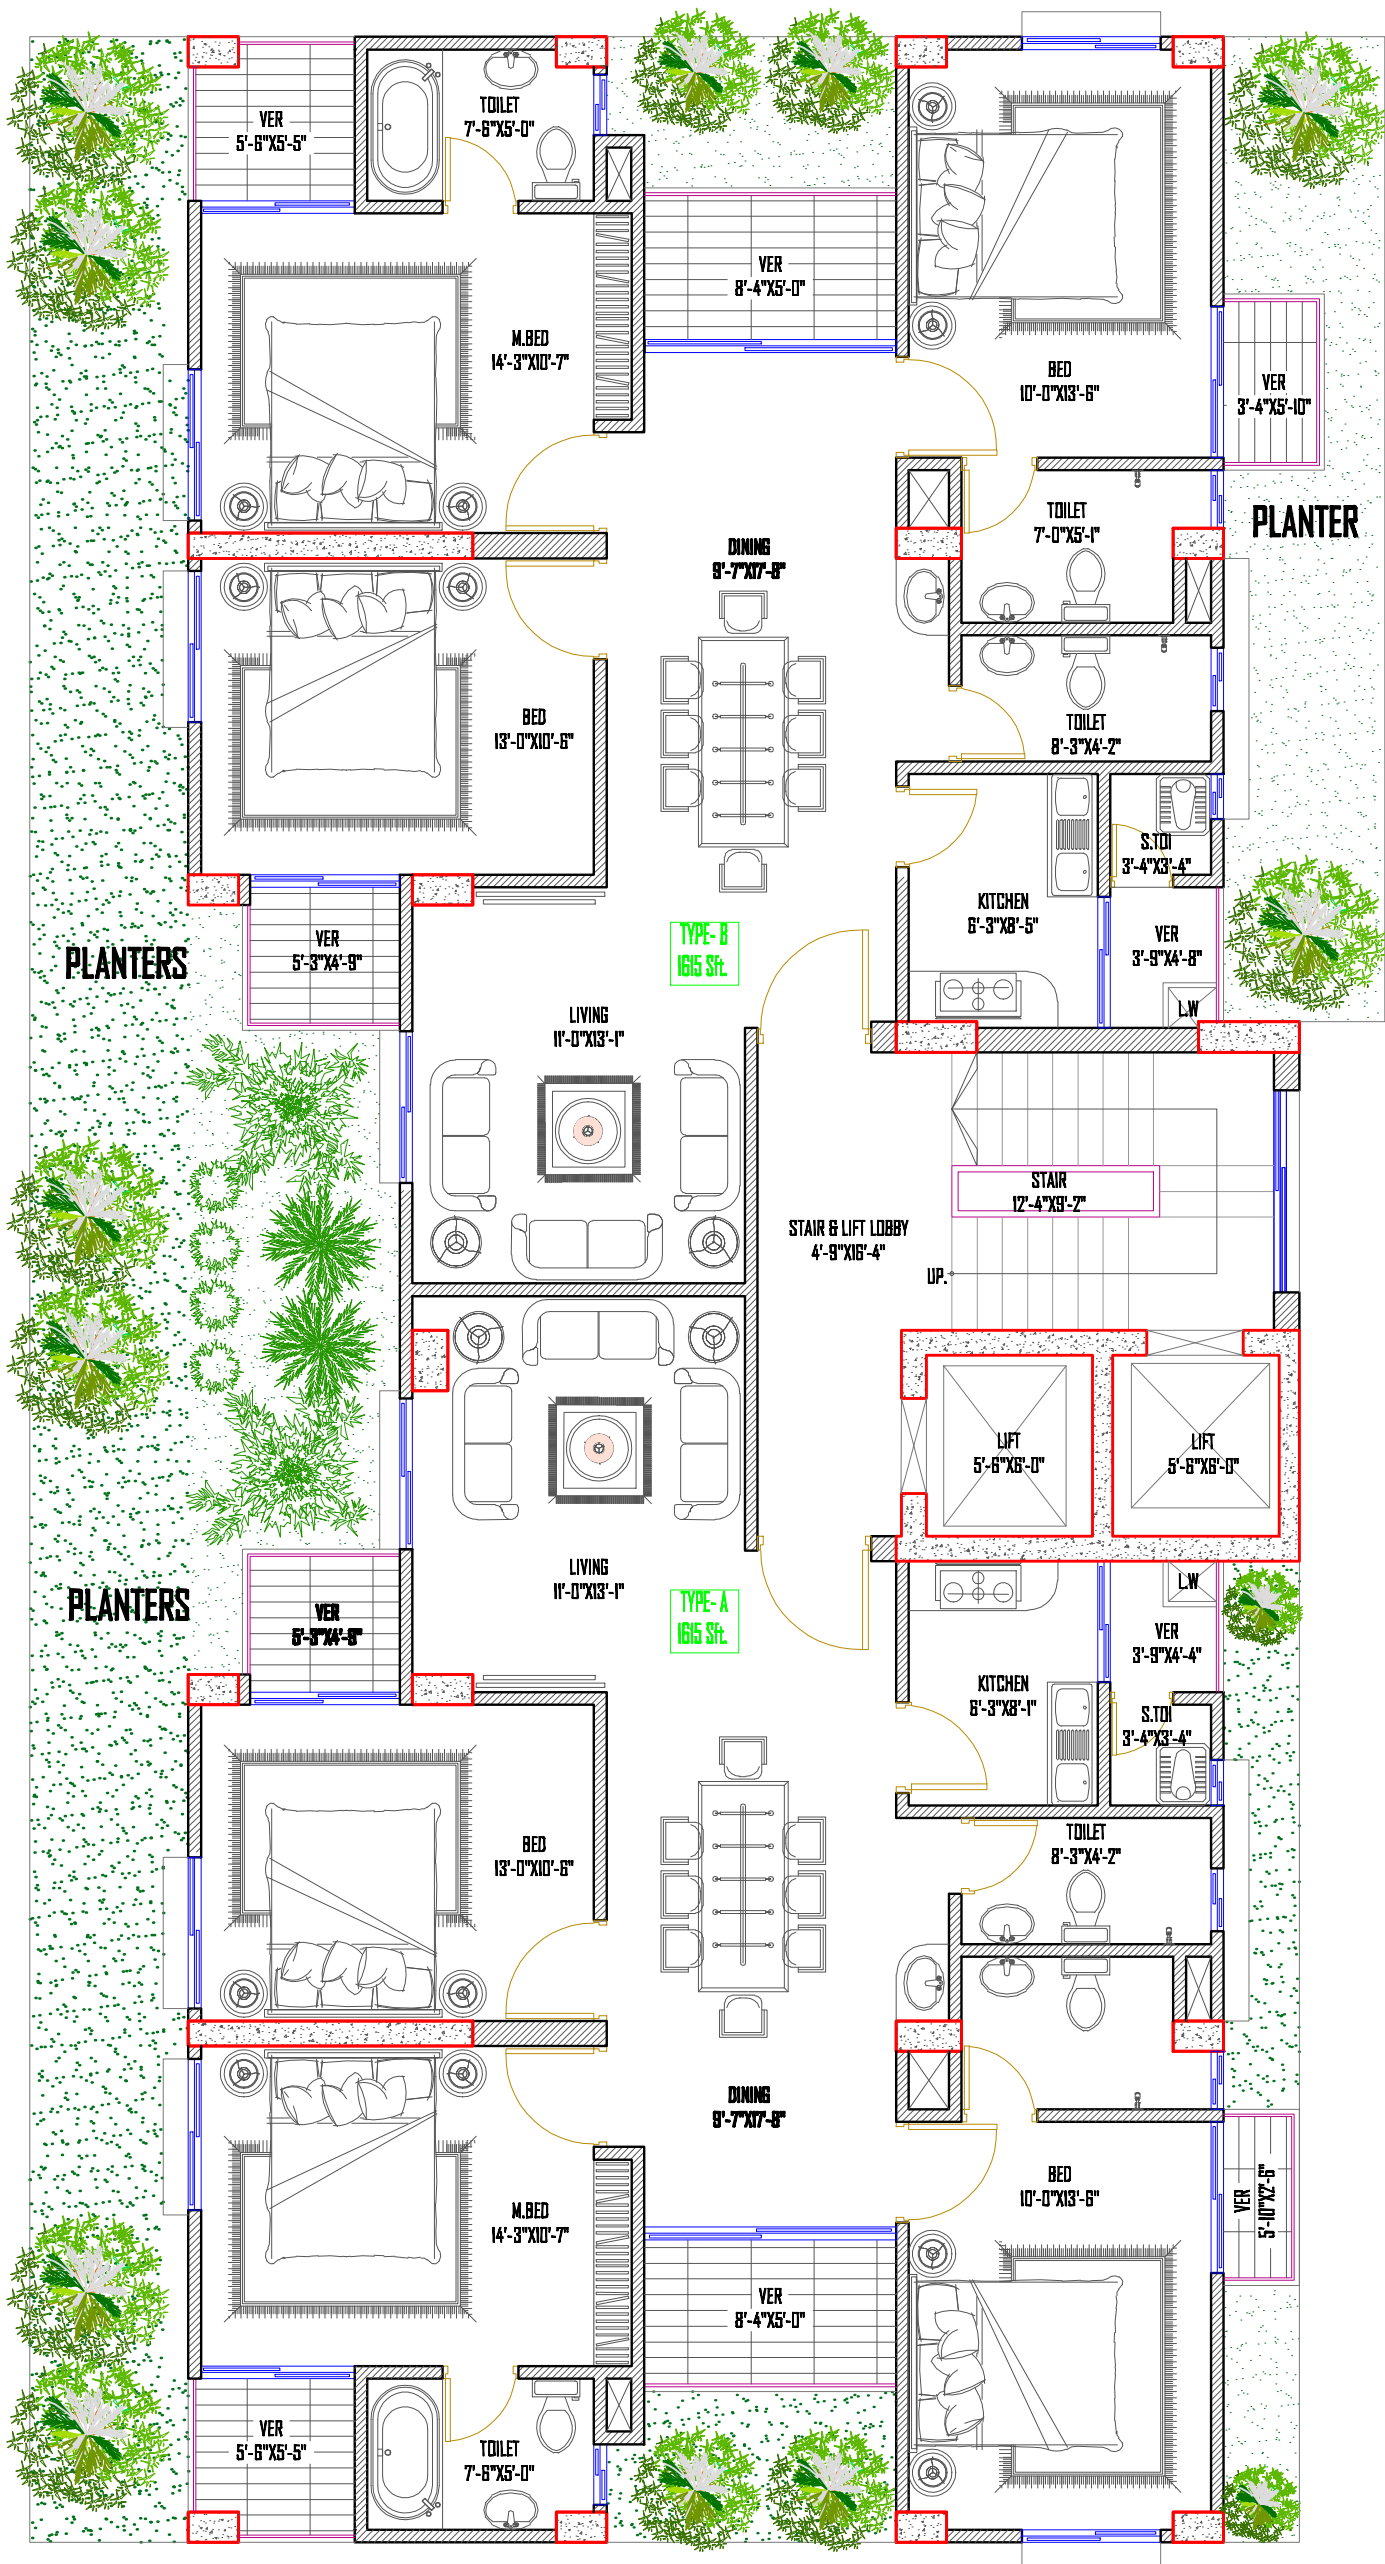 VER
5'-6"X5'-5"
TOILET
7'-6"X5'-0"
VER
8'-4"X5'-0"
M.BED
14'-3"X10'-7"
BED
10'-0"X13'-6"
VER
3'-4"X5'-10"
TOILET
7'-0"X5'-1"
PLANTER
DINING
9'-7"X17'-8"
BED
13'-0"X10'-6"
TOILET
8'-3"X4'-2"
S.TOI
3'-4"X3'-4"
KITCHEN
6'-3"X8'-5"
VER
3'-9"X4'-8"
L.W
TYPE- B
1615 Sft.
PLANTERS
VER
5'-3"X4'-9"
LIVING
11'-0"X13'-1"
STAIR
12'-4"X9'-2"
STAIR & LIFT LOBBY
4'-9"X16'-4"
UP.
LIFT
5'-6"X6'-0"
LIFT
5'-6"X6'-0"
LIVING
11'-0"X13'-1"
TYPE- A
1615 Sft.
PLANTERS
VER
L.W
VER
3'-9"X4'-4"
KITCHEN
6'-3"X8'-1"
S.TOI
3'-4"X3'-4"
BED
13'-0"X10'-6"
TOILET
8'-3"X4'-2"
DINING
9'-7"X17'-8"
BED
10'-0"X13'-6"
VER
5'-10"X2'-6"
M.BED
14'-3"X10'-7"
VER
8'-4"X5'-0"
VER
5'-6"X5'-5"
TOILET
7'-6"X5'-0"